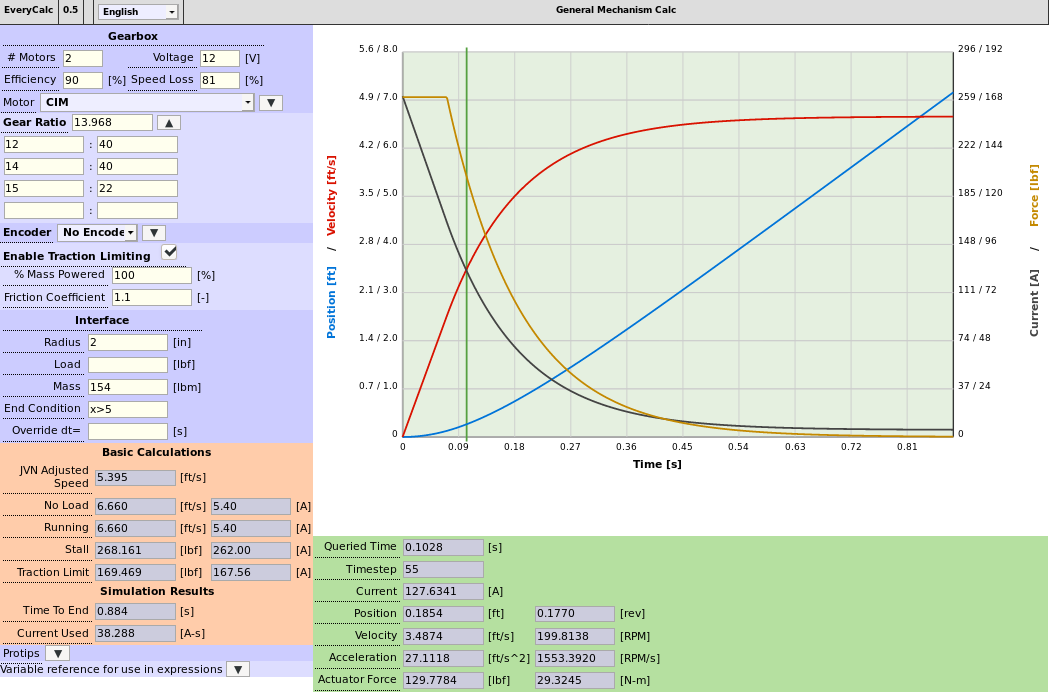 EveryCalc 0.5 English General Mechanism Calc
Gearbox
# Motors 2 Voltage 12 [V]
Efficiency 90 [%] Speed Loss 81 [%]
Motor CIM ▼
Gear Ratio 13.968 ▲
12 : 40
14 : 40
15 : 22
:
Encoder No Encode ▼
Enable Traction Limiting
% Mass Powered 100 [%]
Friction Coefficient 1.1 [-]
Interface
Radius 2 [in]
Load [lbf]
Mass 154 [lbm]
End Condition x>5
Override dt= [s]
Basic Calculations
JVN Adjusted
Speed 5.395 [ft/s]
No Load 6.660 [ft/s] 5.40 [A]
Running 6.660 [ft/s] 5.40 [A]
Stall 268.161 [lbf] 262.00 [A]
Traction Limit 169.469 [lbf] 167.56 [A]
Simulation Results
Time To End 0.884 [s]
Current Used 38.288 [A-s]
Protips ▼
Variable reference for use in expressions ▼
Position [ft] / Velocity [ft/s]
5.6 / 8.0
4.9 / 7.0
4.2 / 6.0
3.5 / 5.0
2.8 / 4.0
2.1 / 3.0
1.4 / 2.0
0.7 / 1.0
0
0 0.09 0.18 0.27 0.36 0.45 0.54 0.63 0.72 0.81
Time [s]
296 / 192
259 / 168
222 / 144
185 / 120
148 / 96
111 / 72
74 / 48
37 / 24
0
Current [A] / Force [lbf]
Queried Time 0.1028 [s]
Timestep 55
Current 127.6341 [A]
Position 0.1854 [ft] 0.1770 [rev]
Velocity 3.4874 [ft/s] 199.8138 [RPM]
Acceleration 27.1118 [ft/s^2] 1553.3920 [RPM/s]
Actuator Force 129.7784 [lbf] 29.3245 [N-m]